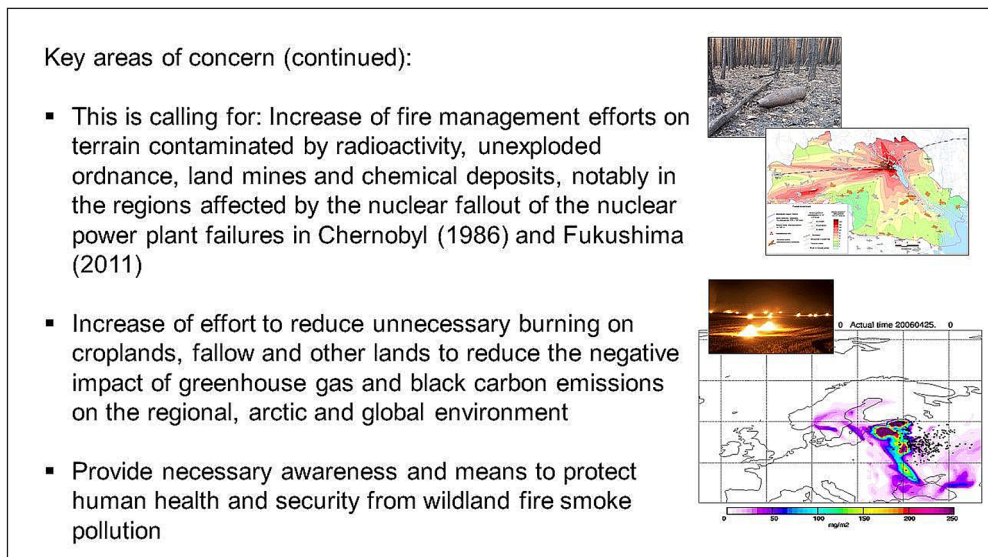 Key areas of concern (continued):
▪ This is calling for: Increase of fire management efforts on
terrain contaminated by radioactivity, unexploded
ordnance, land mines and chemical deposits, notably in
the regions affected by the nuclear fallout of the nuclear
power plant failures in Chernobyl (1986) and Fukushima
(2011)
▪ Increase of effort to reduce unnecessary burning on
croplands, fallow and other lands to reduce the negative
impact of greenhouse gas and black carbon emissions
on the regional, arctic and global environment
▪ Provide necessary awareness and means to protect
human health and security from wildland fire smoke
pollution
0 Actual time 20060425. 0
0 50 100 150 200 250
mg/m2